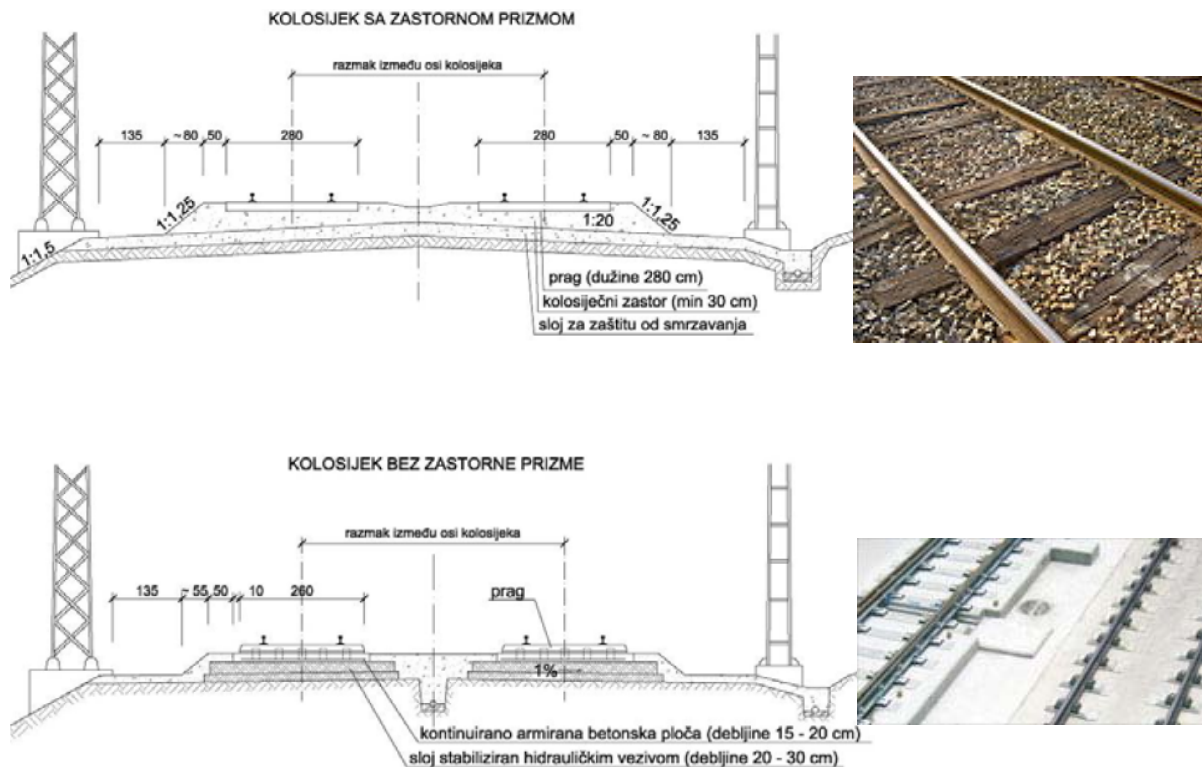 KOLOSIJEK SA ZASTORNOM PRIZMOM
razmak između osi kolosijeka
135 ~ 80 50 280 280 50 ~ 80 135
1:1,25 1:1,25
1:20
1:1,5
prag (dužine 280 cm)
kolosiječni zastor (min 30 cm)
sloj za zaštitu od smrzavanja
KOLOSIJEK BEZ ZASTORNE PRIZME
razmak između osi kolosijeka
135 ~ 55 50 10 260
prag
1%
kontinuirano armirana betonska ploča (debljine 15 - 20 cm)
sloj stabiliziran hidrauličkim vezivom (debljine 20 - 30 cm)